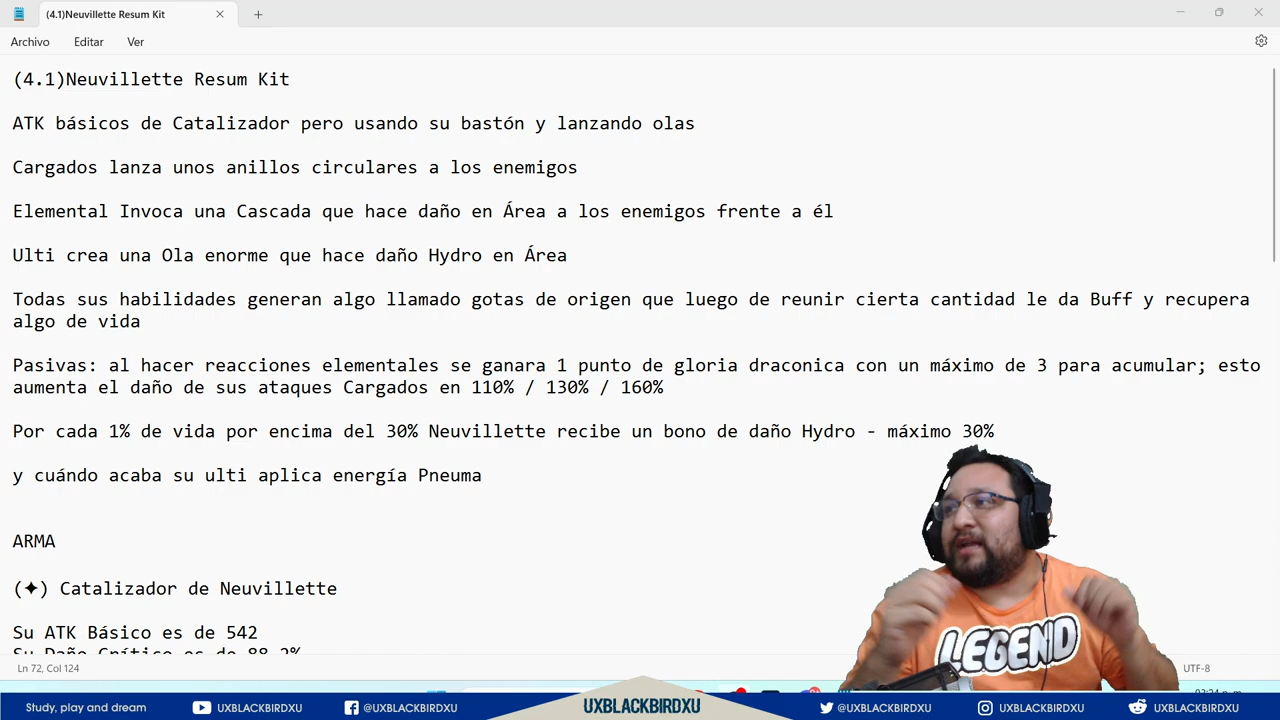 (4.1)Neuvillette Resum Kit
Archivo Editar Ver
(4.1)Neuvillette Resum Kit
ATK básicos de Catalizador pero usando su bastón y lanzando olas
Cargados lanza unos anillos circulares a los enemigos
Elemental Invoca una Cascada que hace daño en Área a los enemigos frente a él
Ulti crea una Ola enorme que hace daño Hydro en Área
Todas sus habilidades generan algo llamado gotas de origen que luego de reunir cierta cantidad le da Buff y recupera
algo de vida
Pasivas: al hacer reacciones elementales se ganara 1 punto de gloria draconica con un máximo de 3 para acumular; esto
aumenta el daño de sus ataques Cargados en 110% / 130% / 160%
Por cada 1% de vida por encima del 30% Neuvillette recibe un bono de daño Hydro - máximo 30%
y cuándo acaba su ulti aplica energía Pneuma
ARMA
(✦) Catalizador de Neuvillette
Su ATK Básico es de 542
Su Daño Crítico es de 88.2%
LEGEND
Ln 72, Col 124 UTF-8
Study, play and dream UXBLACKBIRDXU @UXBLACKBIRDXU UXBLACKBIRDXU @UXBLACKBIRDXU UXBLACKBIRDXU @UXBLACKBIRDXU